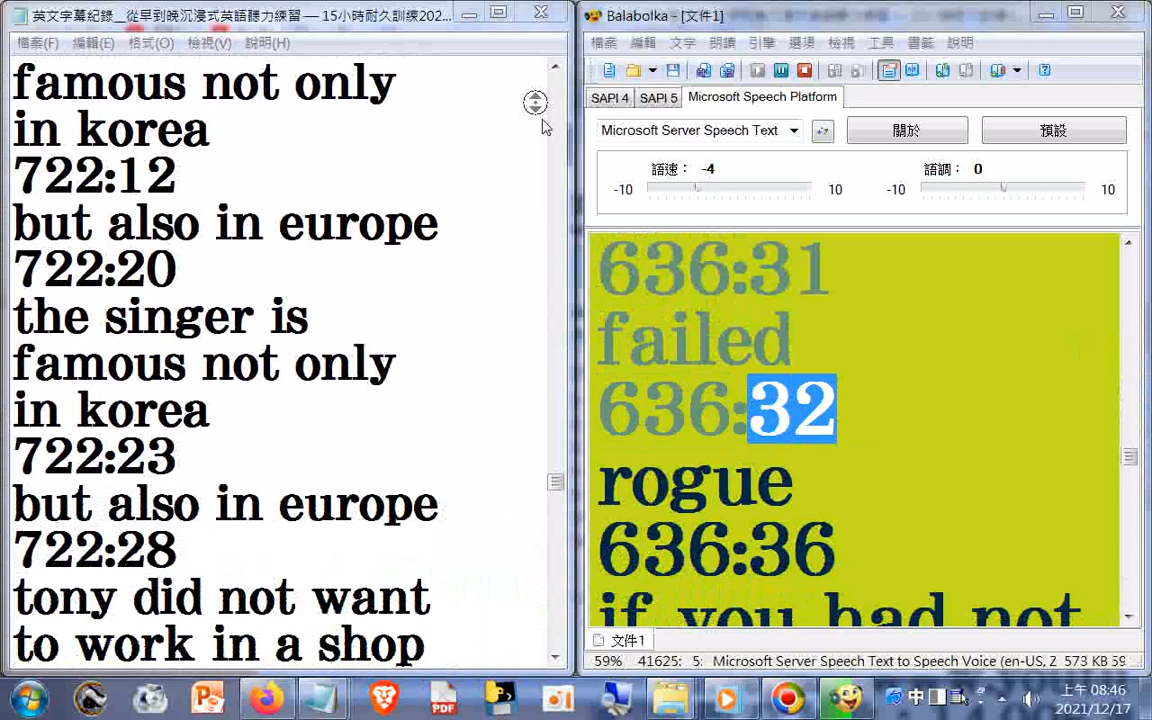 英文字幕紀錄__從早到晚沉浸式英語聽力練習 — 15小時耐久訓練202...
檔案(F) 編輯(E) 格式(O) 檢視(V) 說明(H)
famous not only
in korea
722:12
but also in europe
722:20
the singer is
famous not only
in korea
722:23
but also in europe
722:28
tony did not want
to work in a shop
Balabolka - [文件1]
檔案 編輯 文字 朗讀 引擎 選項 檢視 工具 書籤 說明
SAPI 4 SAPI 5 Microsoft Speech Platform
Microsoft Server Speech Text 關於 預設
語速： -4 語調： 0
-10 10 -10 10
636:31
failed
636:32
rogue
636:36
if you had not
文件1
59% 41625: 5: Microsoft Server Speech Text to Speech Voice (en-US, Z 573 KB 59
PDF 中 上午 08:46
2021/12/17